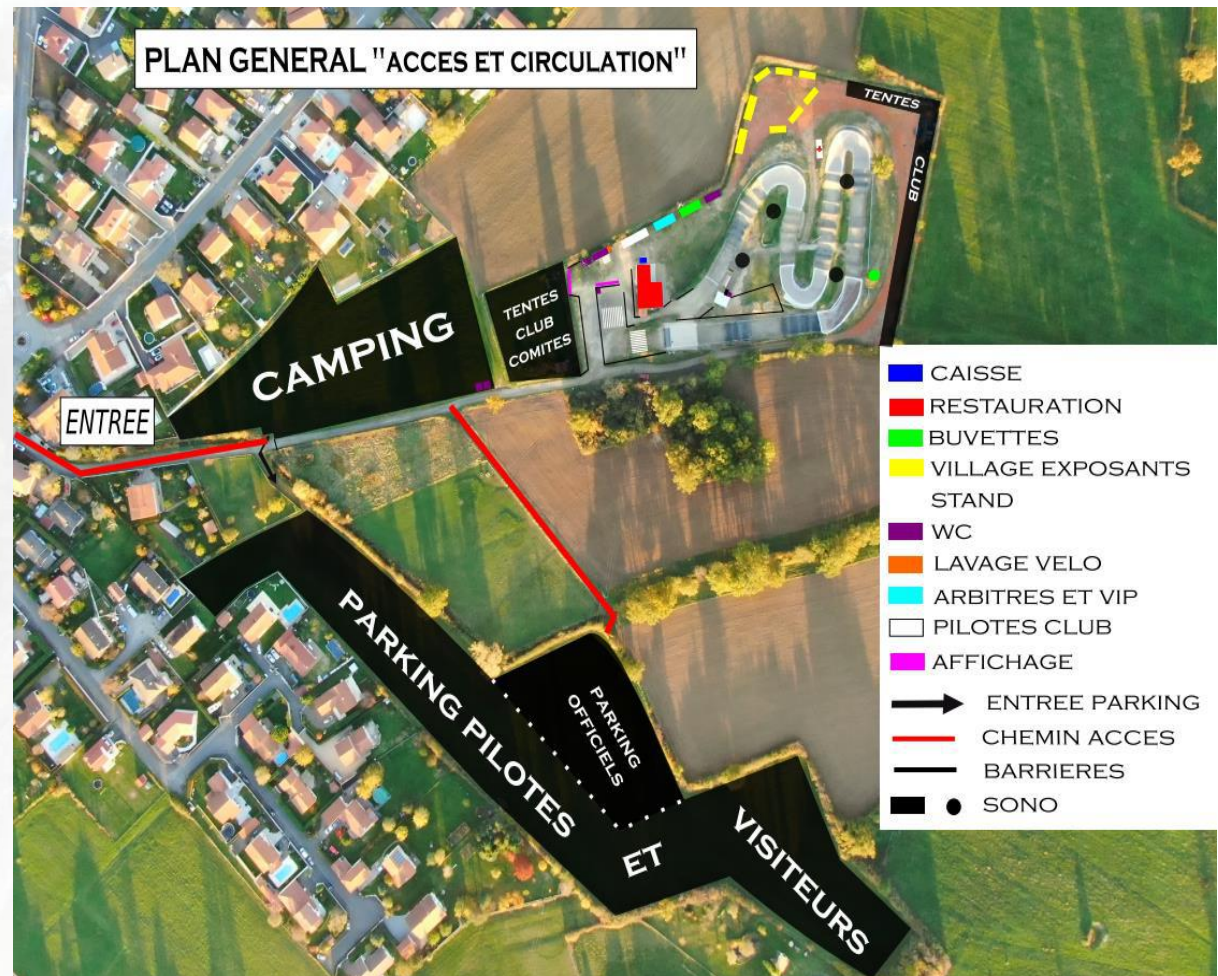 PLAN GENERAL "ACCES ET CIRCULATION"
TENTES
CLUB
TENTES
CLUB
COMITES
CAMPING
ENTREE
CAISSE
RESTAURATION
BUVETTES
VILLAGE EXPOSANTS
STAND
WC
LAVAGE VELO
ARBITRES ET VIP
PILOTES CLUB
AFFICHAGE
ENTREE PARKING
CHEMIN ACCES
BARRIERES
SONO
PARKING PILOTES
PARKING
OFFICIELS
ET
VISITEURS